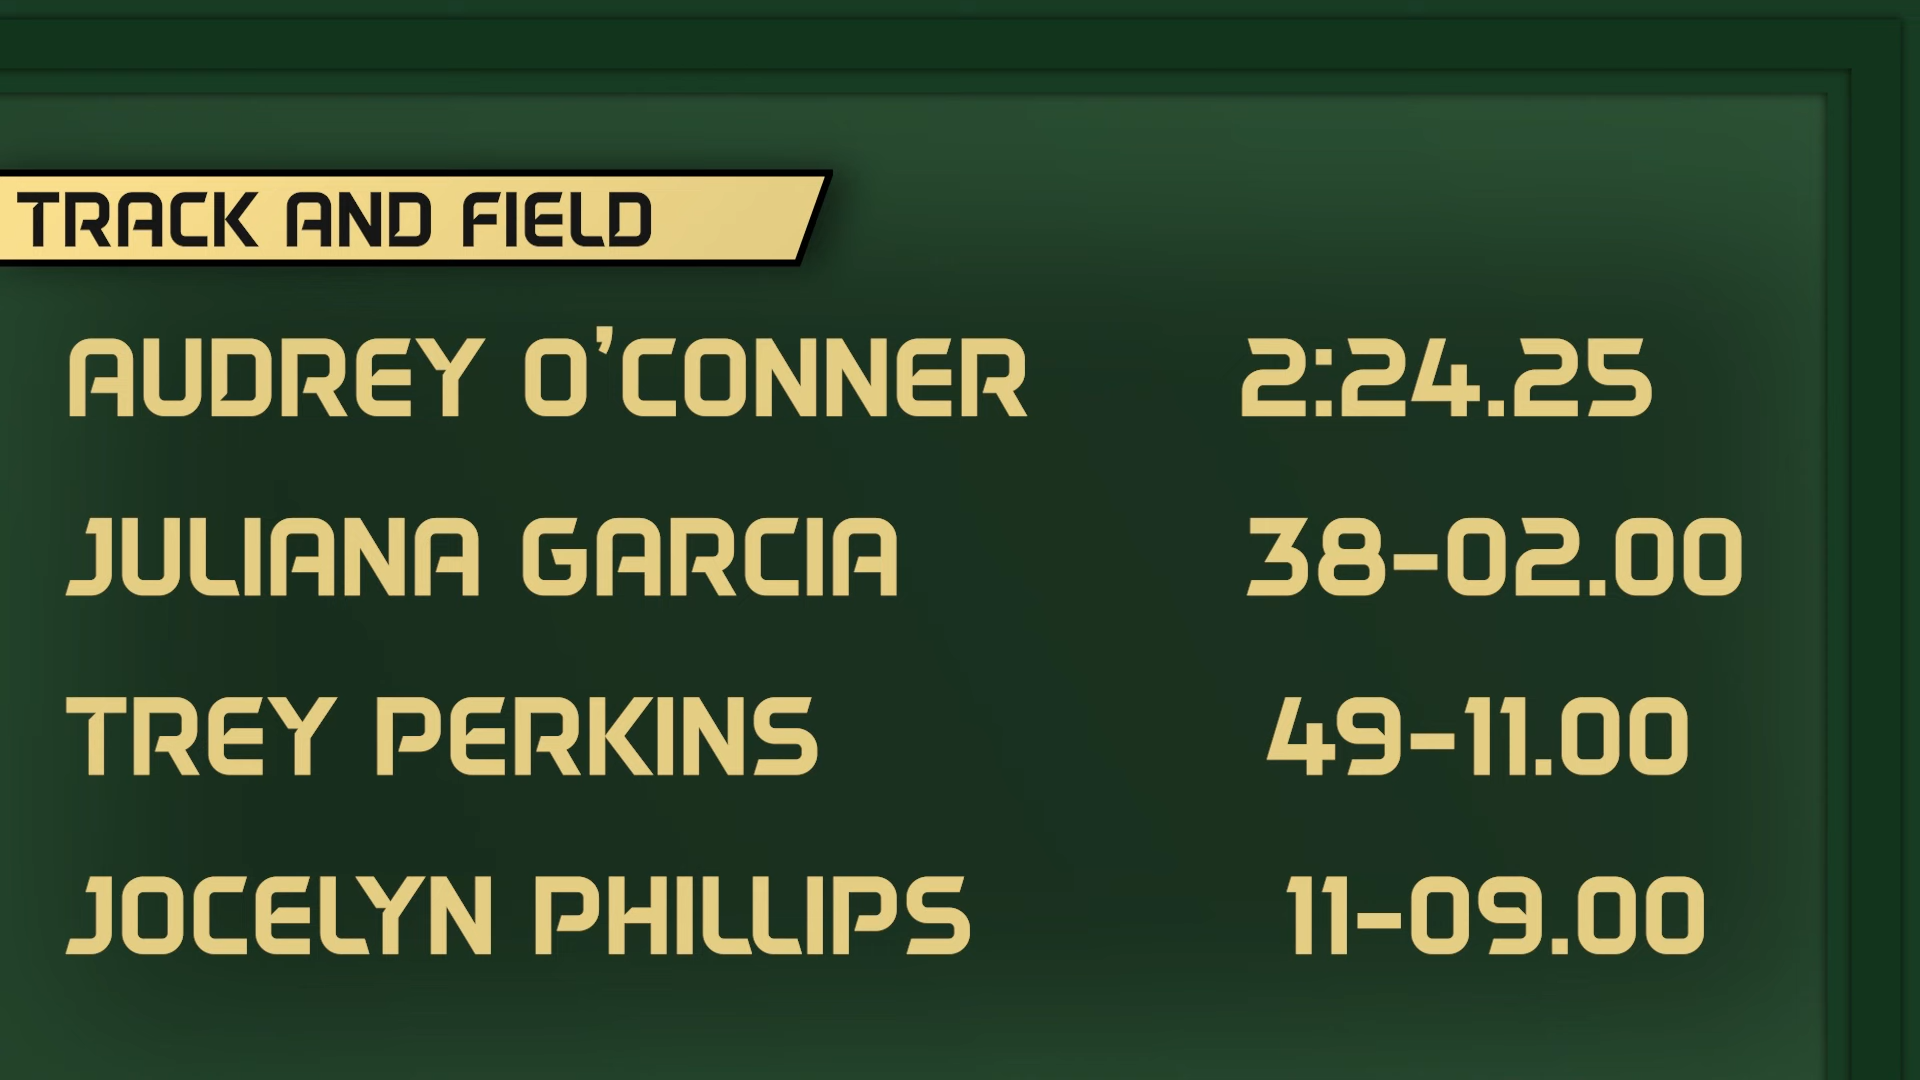 TRACK AND FIELD
AUDREY O’CONNER 2:24.25
JULIANA GARCIA 38-02.00
TREY PERKINS 49-11.00
JOCELYN PHILLIPS 11-09.00